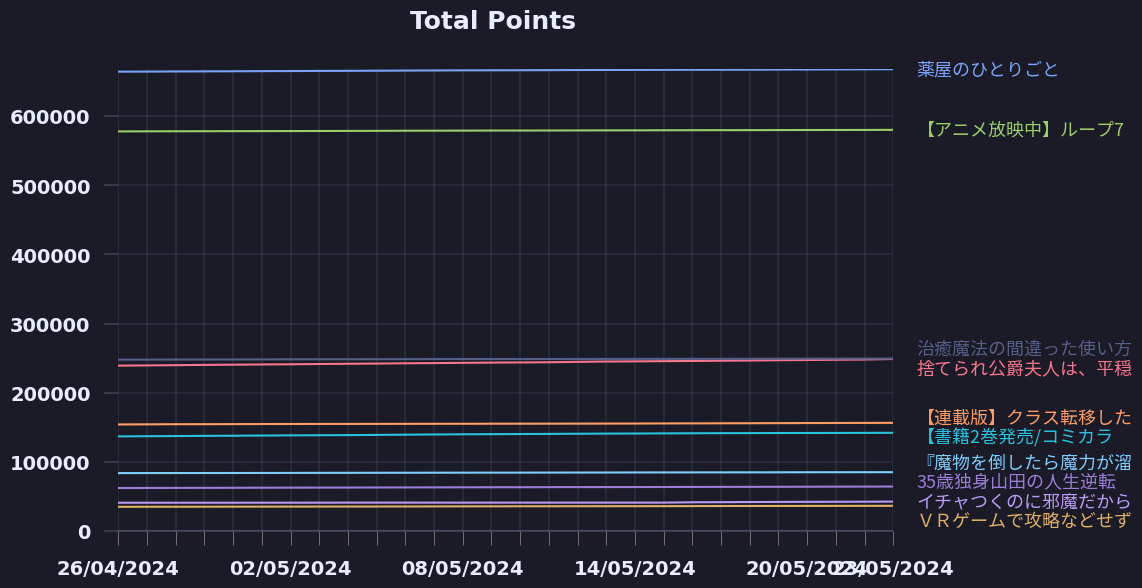 Total Points
600000
500000
400000
300000
200000
100000
0
薬屋のひとりごと
【アニメ放映中】ループ7
治癒魔法の間違った使い方
捨てられ公爵夫人は、平穏
【連載版】クラス転移した
【書籍2巻発売/コミカラ
『魔物を倒したら魔力が溜
35歳独身山田の人生逆転
イチャつくのに邪魔だから
ＶＲゲームで攻略などせず
26/04/2024
02/05/2024
08/05/2024
14/05/2024
20/05/2024
23/05/2024